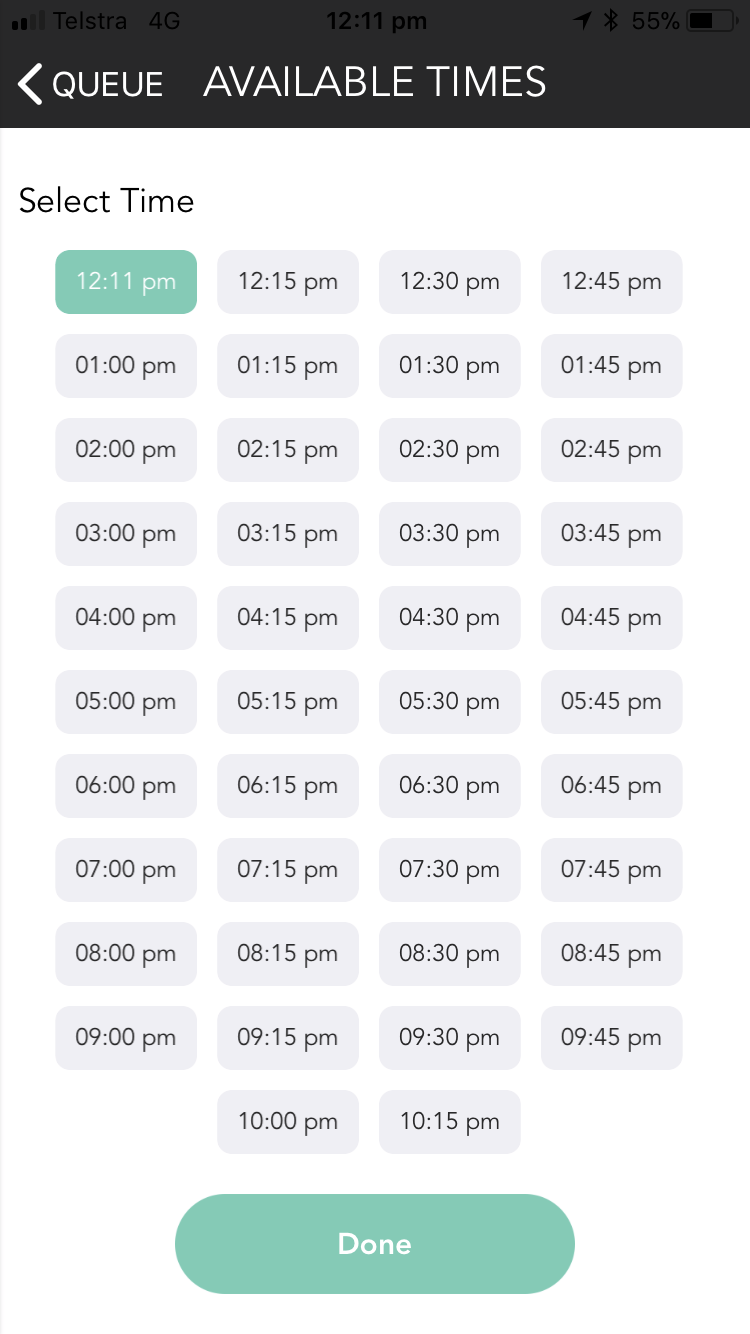 Telstra 4G 12:11 pm 55%
QUEUE AVAILABLE TIMES
Select Time
12:11 pm 12:15 pm 12:30 pm 12:45 pm
01:00 pm 01:15 pm 01:30 pm 01:45 pm
02:00 pm 02:15 pm 02:30 pm 02:45 pm
03:00 pm 03:15 pm 03:30 pm 03:45 pm
04:00 pm 04:15 pm 04:30 pm 04:45 pm
05:00 pm 05:15 pm 05:30 pm 05:45 pm
06:00 pm 06:15 pm 06:30 pm 06:45 pm
07:00 pm 07:15 pm 07:30 pm 07:45 pm
08:00 pm 08:15 pm 08:30 pm 08:45 pm
09:00 pm 09:15 pm 09:30 pm 09:45 pm
10:00 pm 10:15 pm
Done